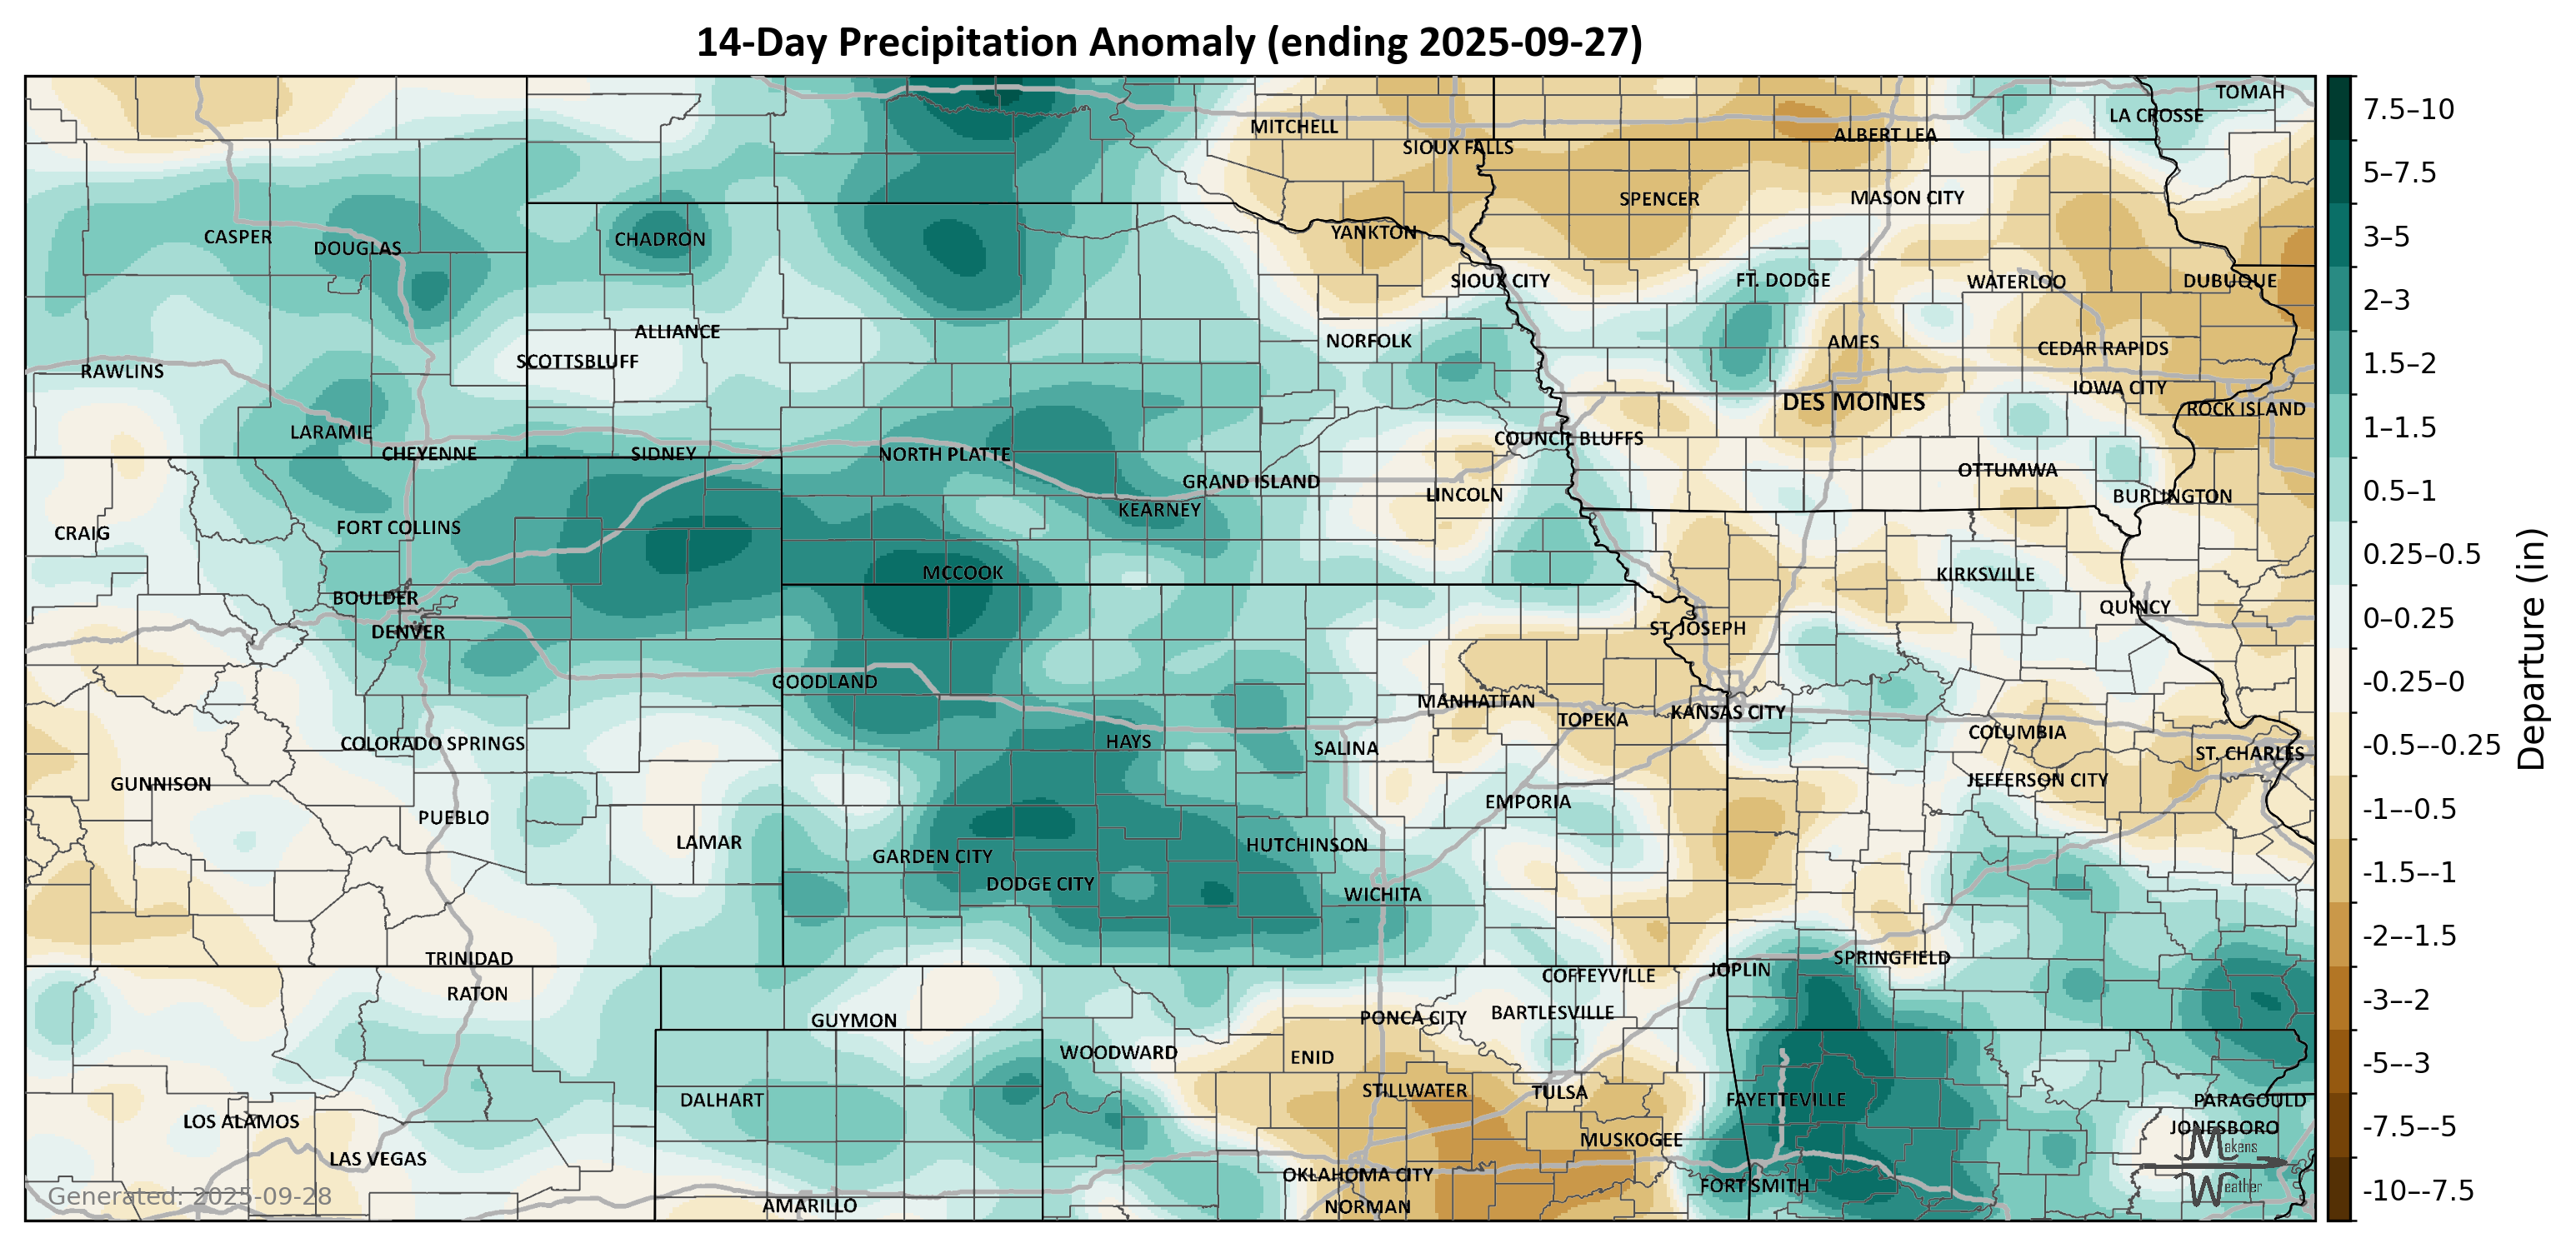 14-Day Precipitation Anomaly (ending 2025-09-27)
TOMAH
LA CROSSE
MITCHELL
ALBERT LEA
SIOUX FALLS
SPENCER
MASON CITY
YANKTON
CASPER
DOUGLAS
CHADRON
SIOUX CITY
FT. DODGE
WATERLOO
DUBUQUE
ALLIANCE
NORFOLK
AMES
CEDAR RAPIDS
SCOTTSBLUFF
RAWLINS
IOWA CITY
DES MOINES
ROCK ISLAND
LARAMIE
COUNCIL BLUFFS
CHEYENNE
SIDNEY
NORTH PLATTE
OTTUMWA
GRAND ISLAND
LINCOLN
BURLINGTON
KEARNEY
CRAIG
FORT COLLINS
MCCOOK
KIRKSVILLE
BOULDER
QUINCY
DENVER
ST. JOSEPH
GOODLAND
MANHATTAN
TOPEKA
KANSAS CITY
COLUMBIA
COLORADO SPRINGS
HAYS
SALINA
ST. CHARLES
GUNNISON
JEFFERSON CITY
EMPORIA
PUEBLO
LAMAR
HUTCHINSON
GARDEN CITY
DODGE CITY
WICHITA
TRINIDAD
SPRINGFIELD
JOPLIN
COFFEYVILLE
RATON
GUYMON
PONCA CITY
BARTLESVILLE
WOODWARD
ENID
STILLWATER
TULSA
DALHART
FAYETTEVILLE
PARAGOULD
LOS ALAMOS
JONESBORO
MUSKOGEE
LAS VEGAS
OKLAHOMA CITY
FORT SMITH
AMARILLO
NORMAN
Makens
Weather
Generated: 2025-09-28
7.5–10
5–7.5
3–5
2–3
1.5–2
1–1.5
0.5–1
0.25–0.5
0–0.25
-0.25–0
-0.5–-0.25
-1–-0.5
-1.5–-1
-2–-1.5
-3–-2
-5–-3
-7.5–-5
-10–-7.5
Departure (in)